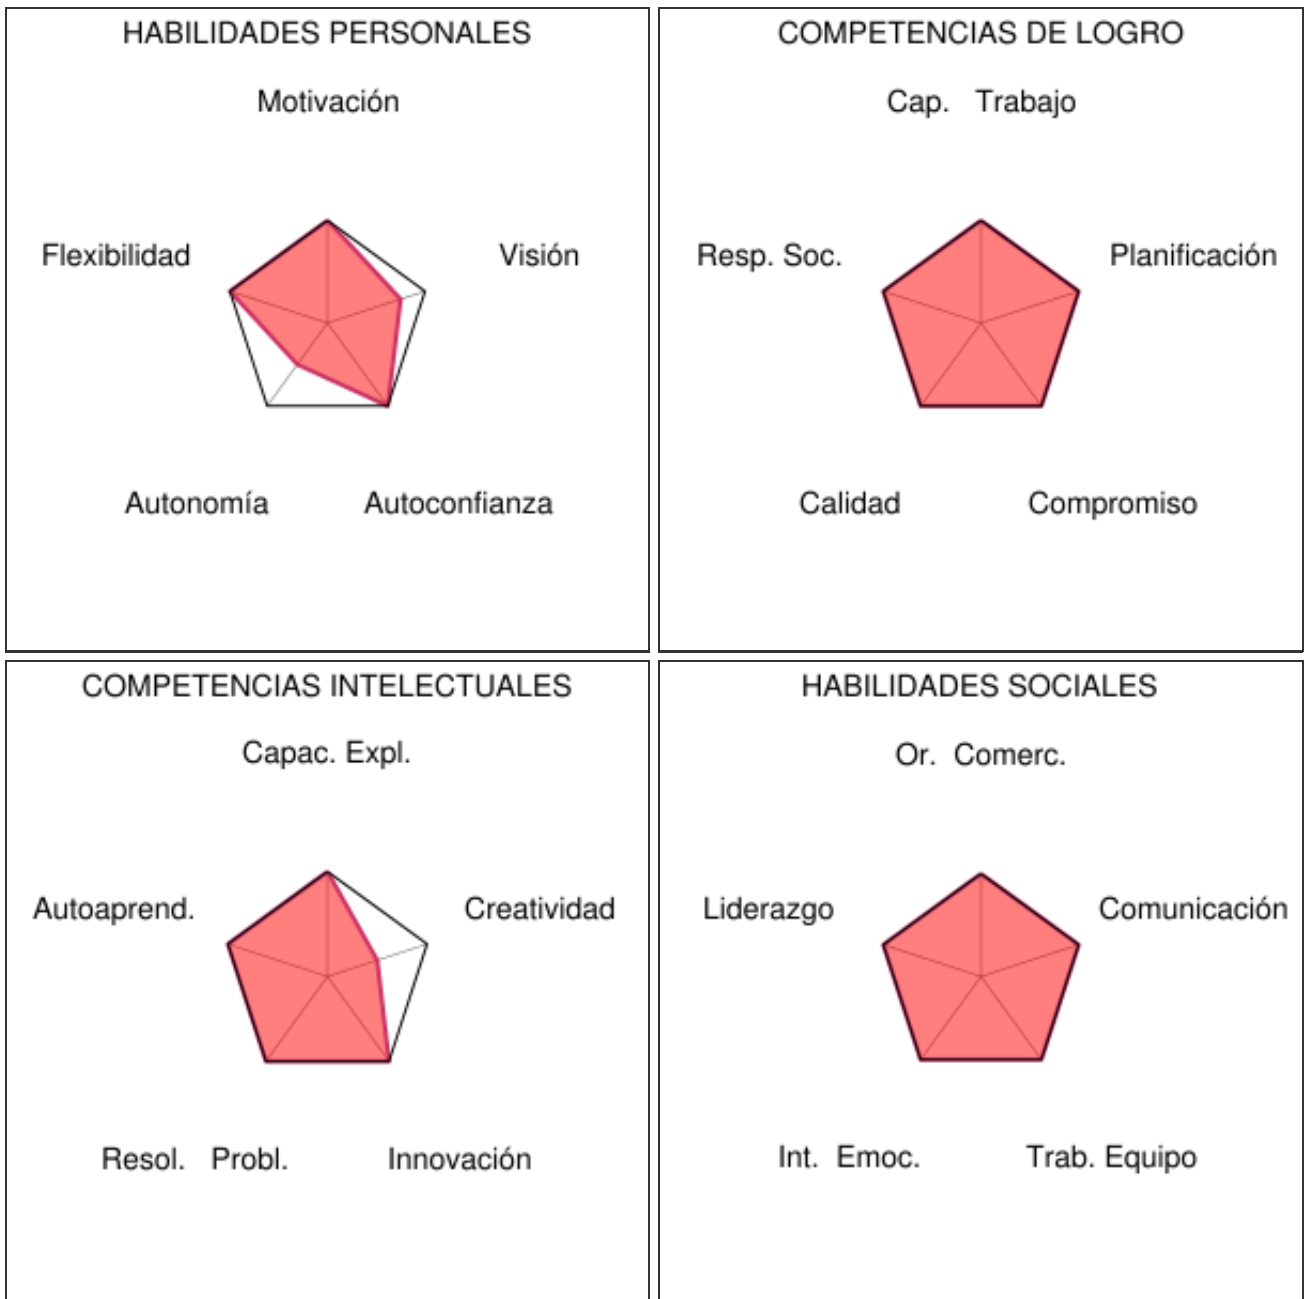 HABILIDADES PERSONALES
Motivación
Flexibilidad
Visión
Autonomía
Autoconfianza
COMPETENCIAS DE LOGRO
Cap. Trabajo
Resp. Soc.
Planificación
Calidad
Compromiso
COMPETENCIAS INTELECTUALES
Capac. Expl.
Autoaprend.
Creatividad
Resol. Probl.
Innovación
HABILIDADES SOCIALES
Or. Comerc.
Liderazgo
Comunicación
Int. Emoc.
Trab. Equipo